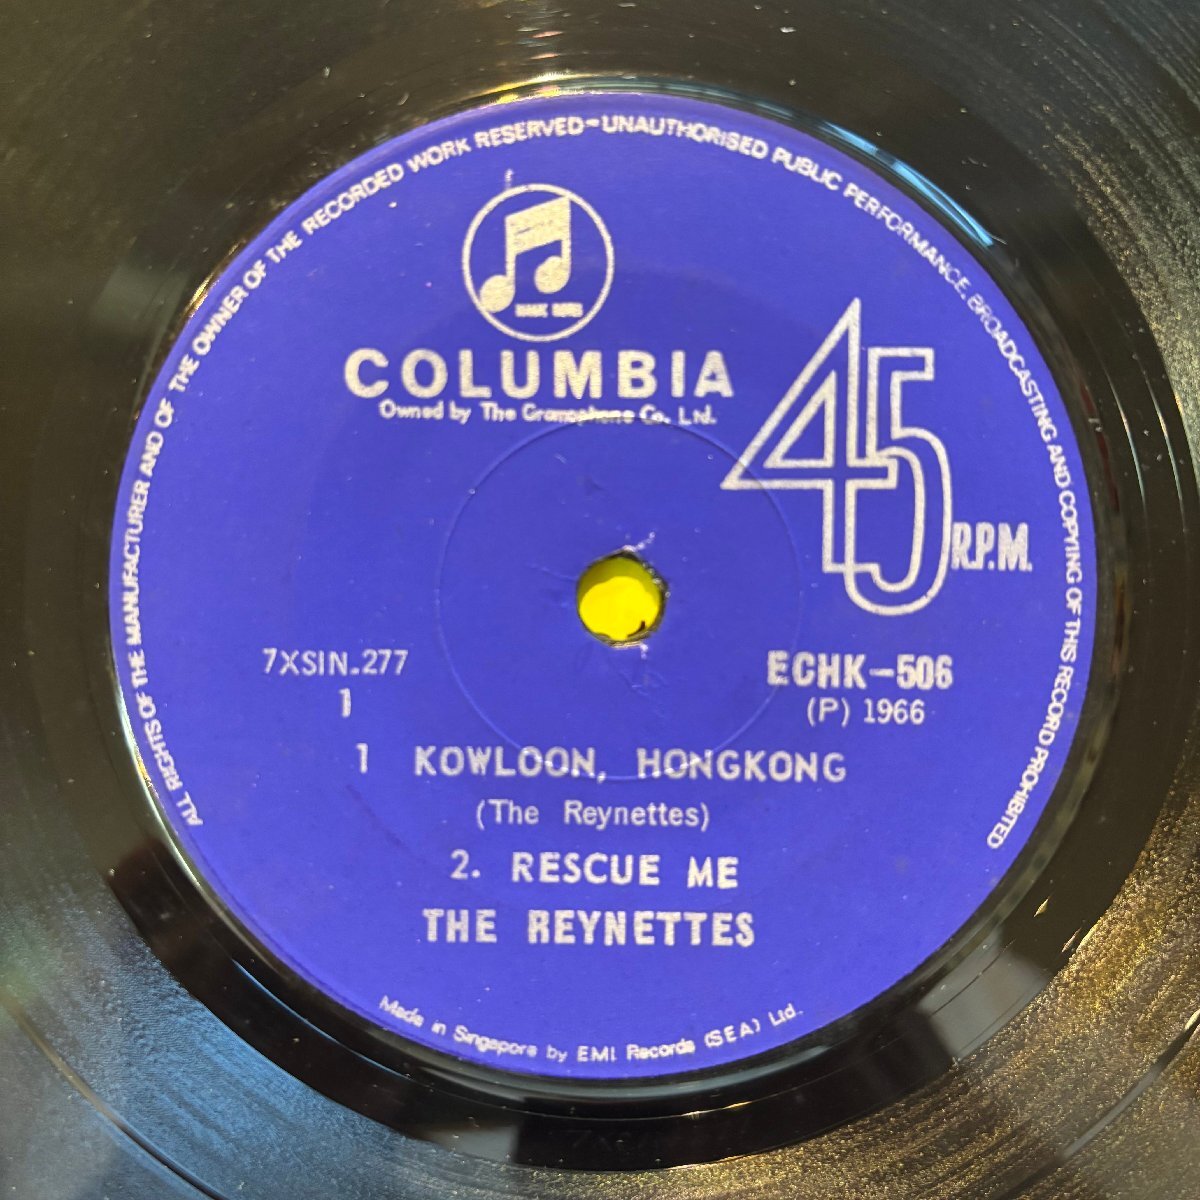 ALL RIGHTS OF THE MANUFACTURER AND OF THE OWNER OF THE RECORDED WORK RESERVED-UNAUTHORISED PUBLIC PERFORMANCE, BROADCASTING AND COPYING OF THIS RECORD PROHIBITED
COLUMBIA
Owned by The Gramophone Co. Ltd.
45 R.P.M.
7XSIN.277
1
ECHK-506
(P) 1966
1 KOWLOON, HONGKONG
(The Reynettes)
2. RESCUE ME
THE REYNETTES
Made in Singapore by EMI Records (SEA) Ltd.